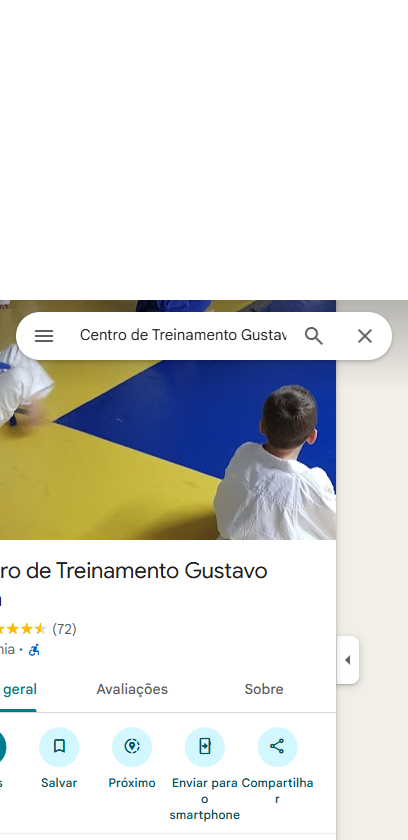 Centro de Treinamento Gustav
ro de Treinamento Gustavo
(72)
nia •
geral Avaliações Sobre
s Salvar Próximo Enviar para o smartphone Compartilhar